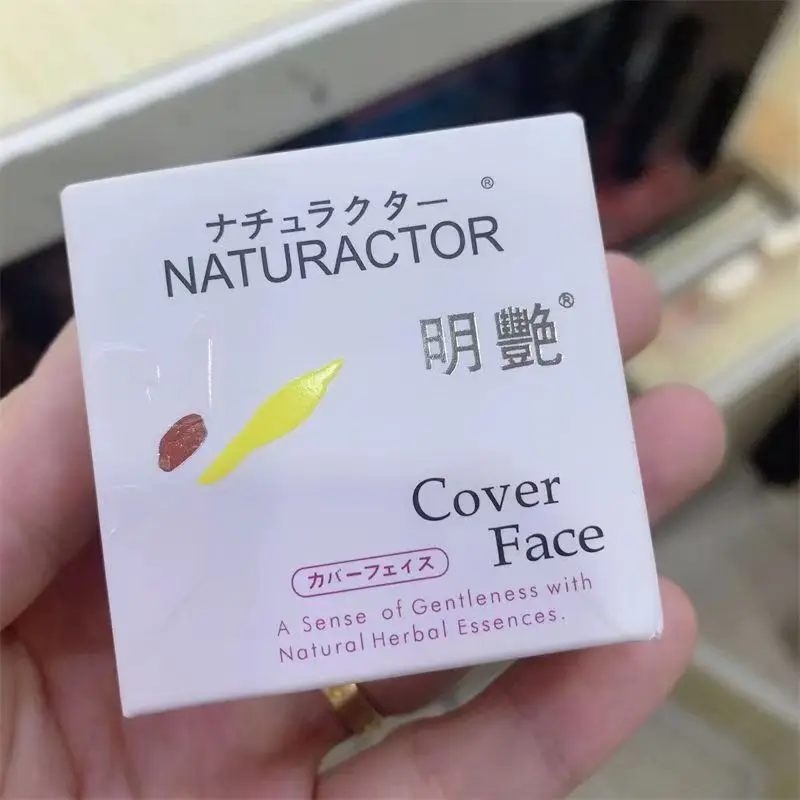 ナチュラクター ®
NATURACTOR
明艷®
Cover
Face
カバーフェイス
A Sense of Gentleness with
Natural Herbal Essences.